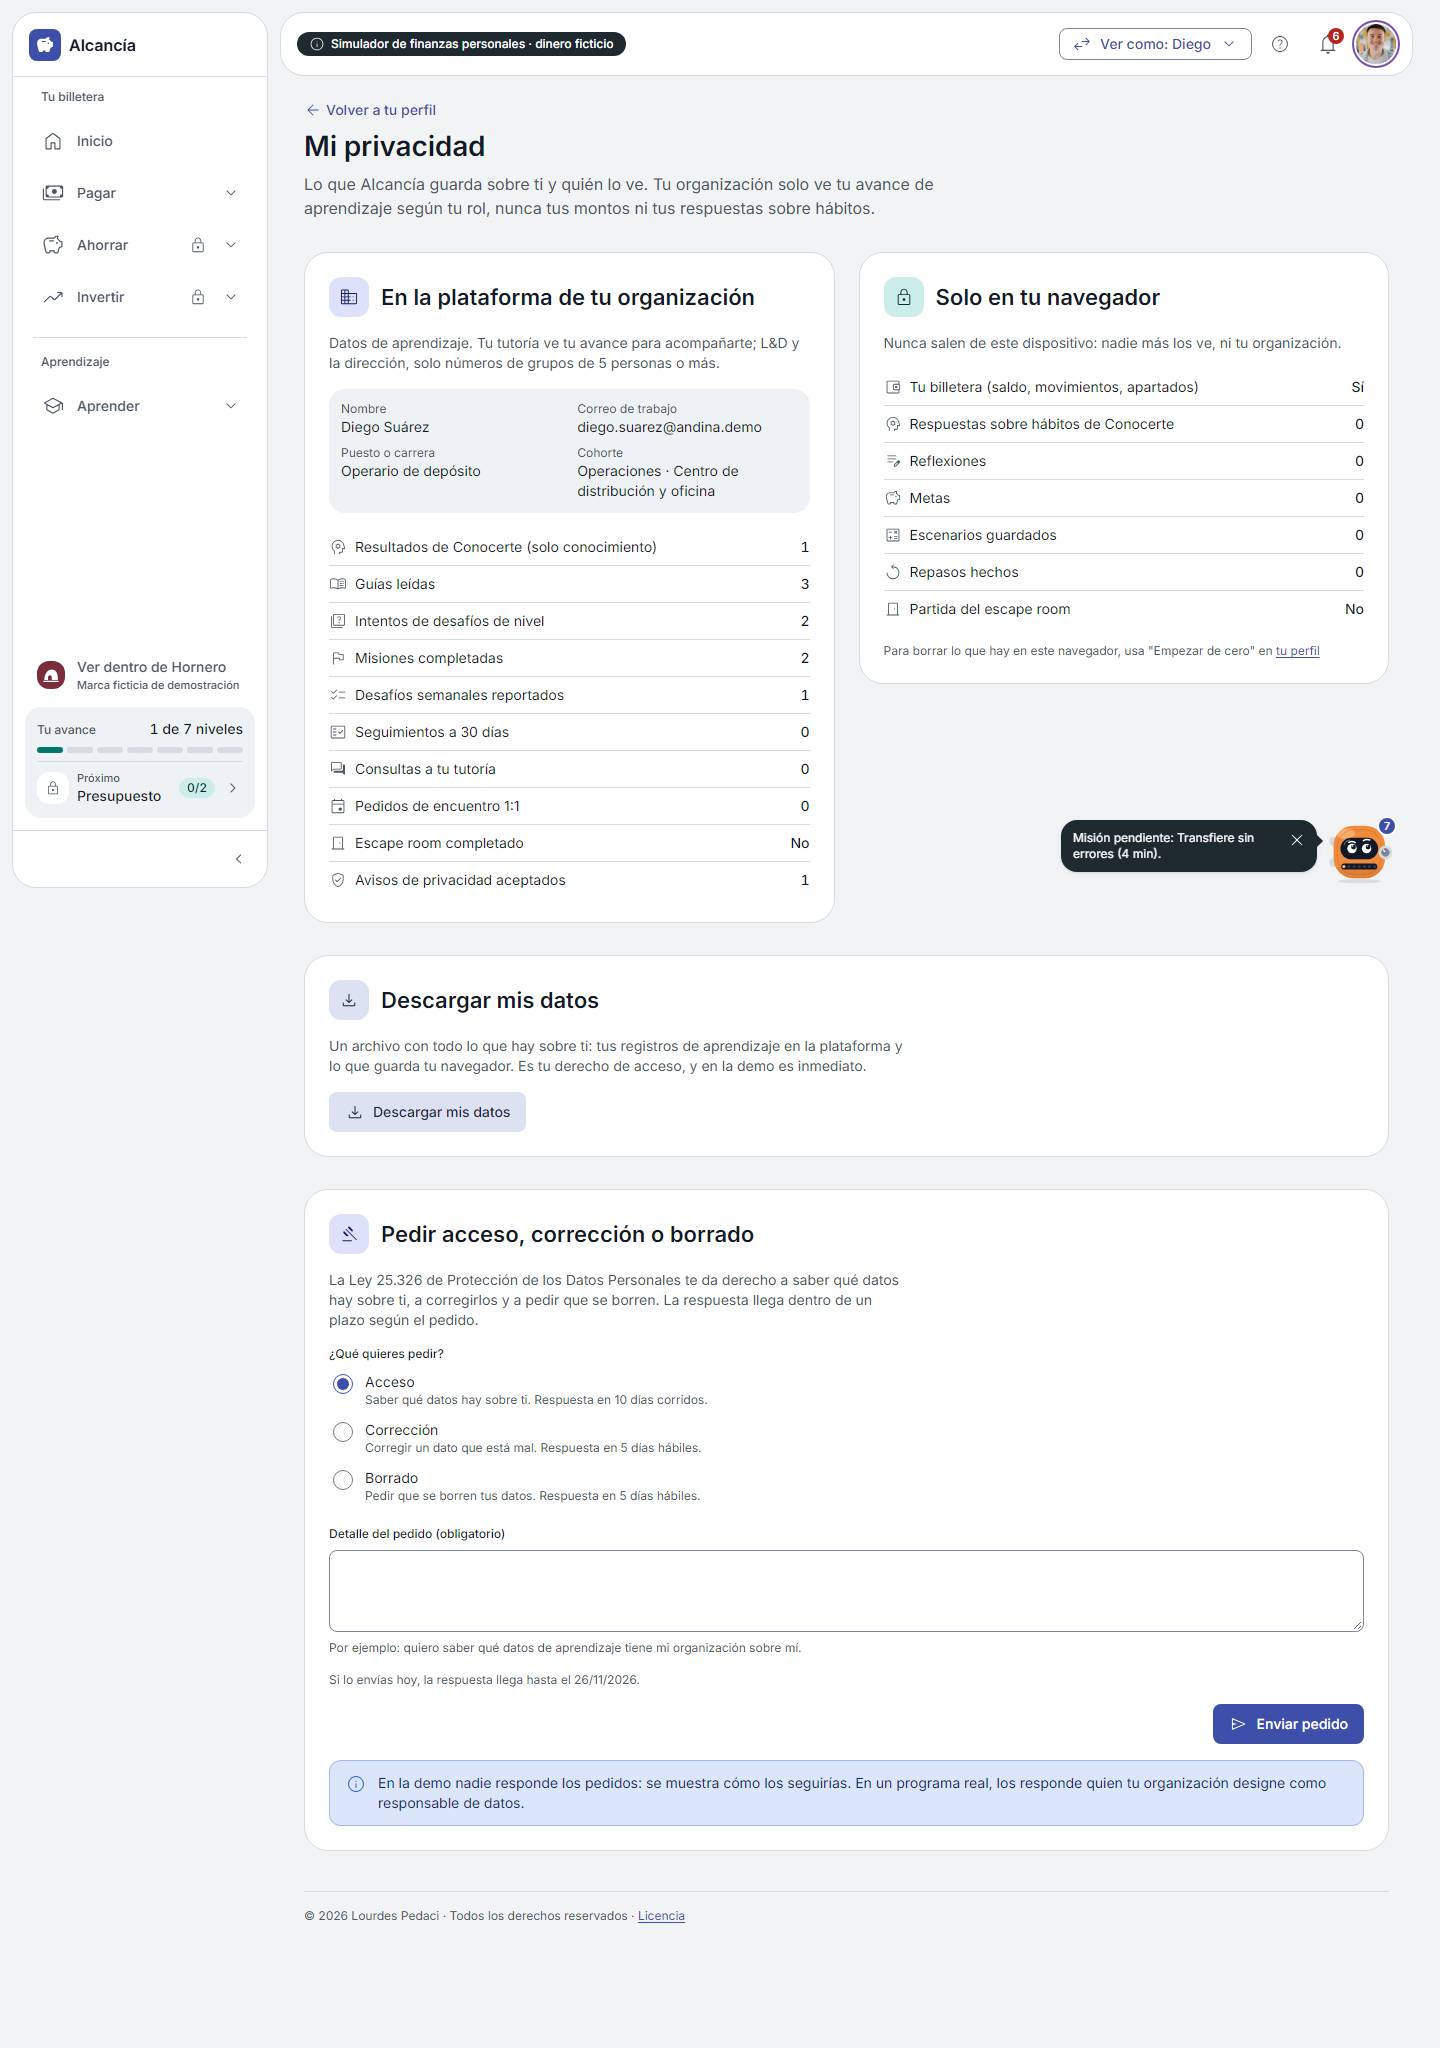 Alcancía
Simulador de finanzas personales · dinero ficticio
Ver como: Diego
6
Tu billetera
Inicio
Pagar
Ahorrar
Invertir
Aprendizaje
Aprender
Ver dentro de Hornero
Marca ficticia de demostración
Tu avance 1 de 7 niveles
Próximo
Presupuesto
0/2
Volver a tu perfil
Mi privacidad
Lo que Alcancía guarda sobre ti y quién lo ve. Tu organización solo ve tu avance de
aprendizaje según tu rol, nunca tus montos ni tus respuestas sobre hábitos.
En la plataforma de tu organización
Datos de aprendizaje. Tu tutoría ve tu avance para acompañarte; L&D y
la dirección, solo números de grupos de 5 personas o más.
Nombre
Diego Suárez
Correo de trabajo
diego.suarez@andina.demo
Puesto o carrera
Operario de depósito
Cohorte
Operaciones · Centro de
distribución y oficina
Resultados de Conocerte (solo conocimiento) 1
Guías leídas 3
Intentos de desafíos de nivel 2
Misiones completadas 2
Desafíos semanales reportados 1
Seguimientos a 30 días 0
Consultas a tu tutoría 0
Pedidos de encuentro 1:1 0
Escape room completado No
Avisos de privacidad aceptados 1
Solo en tu navegador
Nunca salen de este dispositivo: nadie más los ve, ni tu organización.
Tu billetera (saldo, movimientos, apartados) Sí
Respuestas sobre hábitos de Conocerte 0
Reflexiones 0
Metas 0
Escenarios guardados 0
Repasos hechos 0
Partida del escape room No
Para borrar lo que hay en este navegador, usa "Empezar de cero" en tu perfil
Misión pendiente: Transfiere sin
errores (4 min).
7
Descargar mis datos
Un archivo con todo lo que hay sobre ti: tus registros de aprendizaje en la plataforma y
lo que guarda tu navegador. Es tu derecho de acceso, y en la demo es inmediato.
Descargar mis datos
Pedir acceso, corrección o borrado
La Ley 25.326 de Protección de los Datos Personales te da derecho a saber qué datos
hay sobre ti, a corregirlos y a pedir que se borren. La respuesta llega dentro de un
plazo según el pedido.
¿Qué quieres pedir?
Acceso
Saber qué datos hay sobre ti. Respuesta en 10 días corridos.
Corrección
Corregir un dato que está mal. Respuesta en 5 días hábiles.
Borrado
Pedir que se borren tus datos. Respuesta en 5 días hábiles.
Detalle del pedido (obligatorio)
Por ejemplo: quiero saber qué datos de aprendizaje tiene mi organización sobre mí.
Si lo envías hoy, la respuesta llega hasta el 26/11/2026.
Enviar pedido
En la demo nadie responde los pedidos: se muestra cómo los seguirías. En un programa real, los responde quien tu organización designe como
responsable de datos.
© 2026 Lourdes Pedaci · Todos los derechos reservados · Licencia